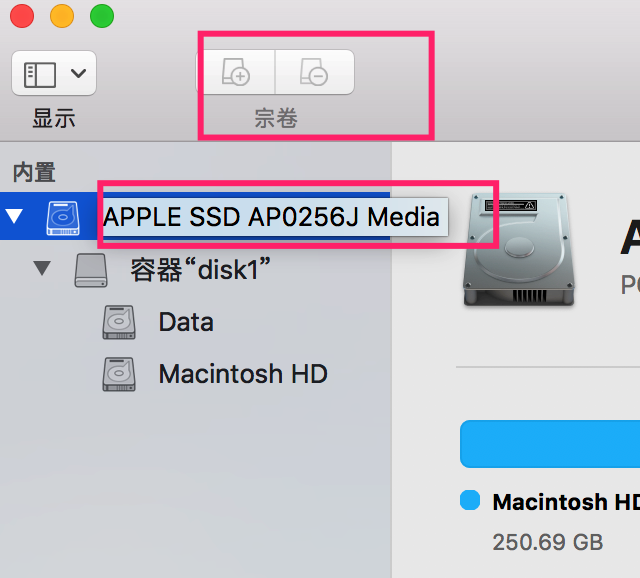 显示
宗卷
内置
APPLE SSD AP0256J Media
容器“disk1”
Data
Macintosh HD
Macintosh HD
250.69 GB